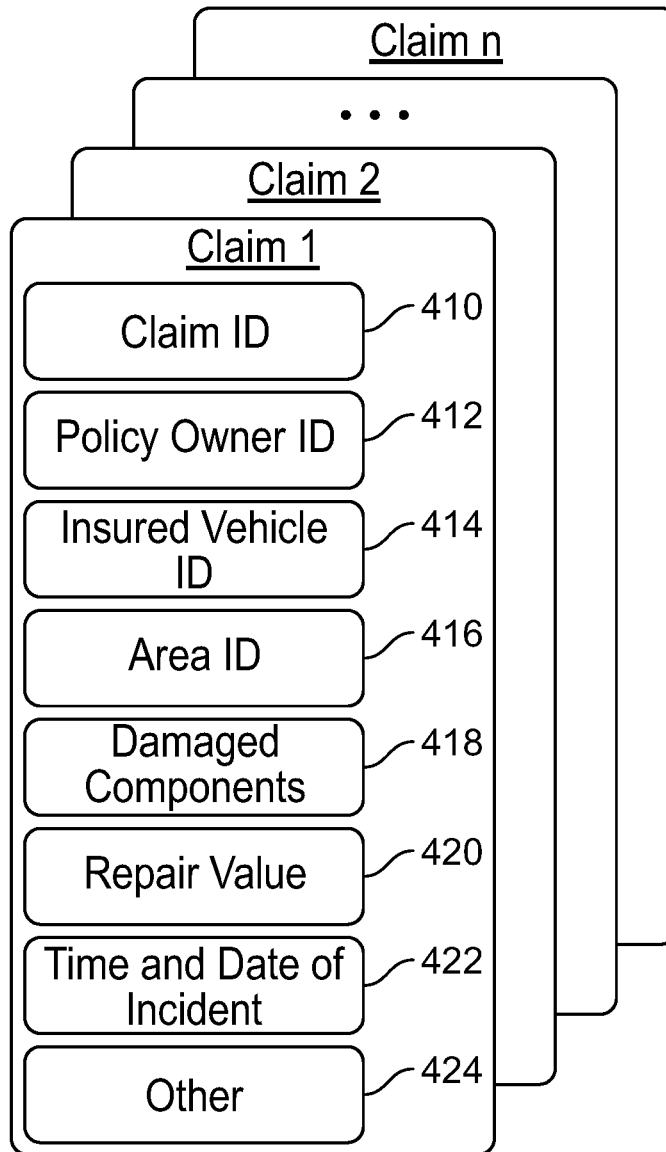 Claim n
• • •
Claim 2
Claim 1
Claim ID
410
Policy Owner ID
412
Insured Vehicle
ID
414
Area ID
416
Damaged
Components
418
Repair Value
420
Time and Date of
Incident
422
Other
424